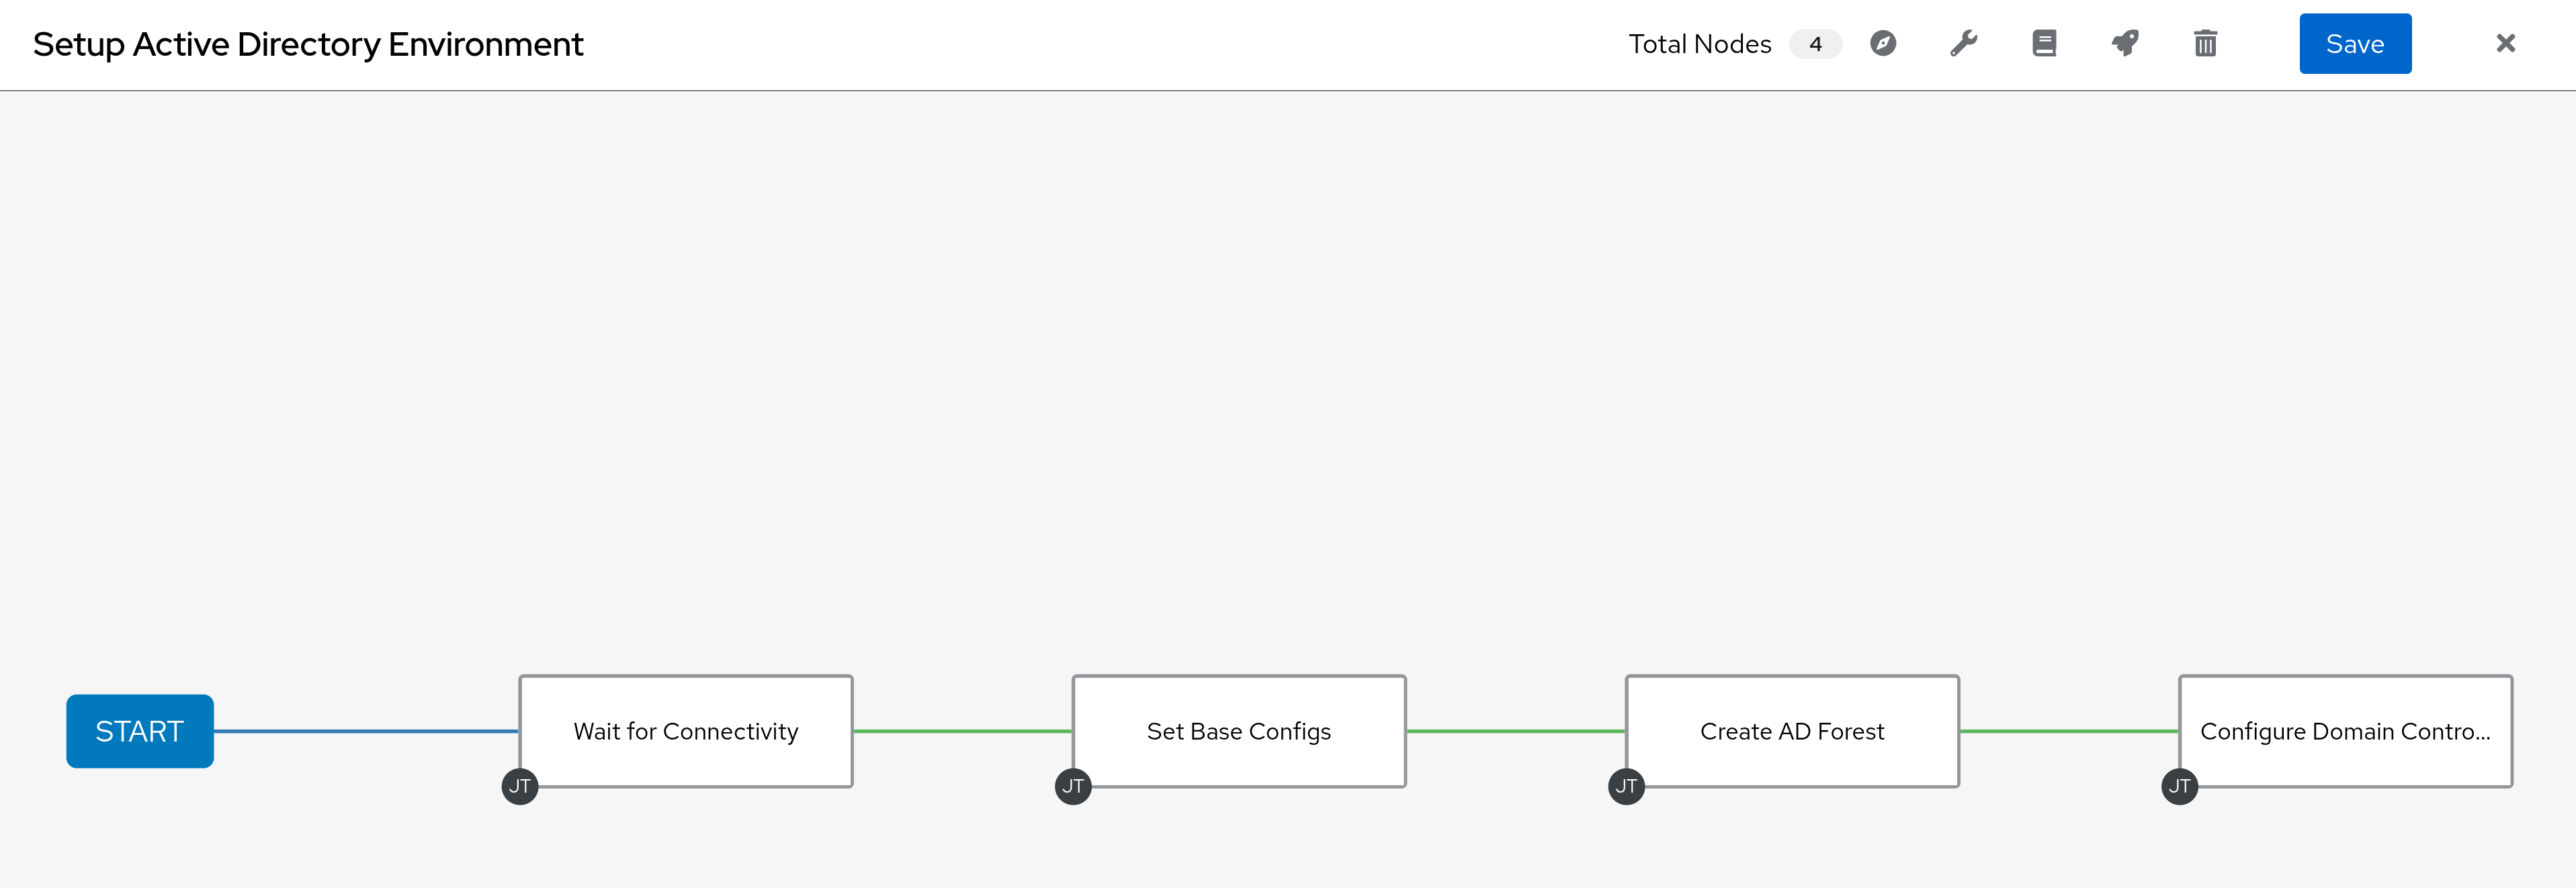 Setup Active Directory Environment
Total Nodes 4
Save
START
Wait for Connectivity
JT
Set Base Configs
JT
Create AD Forest
JT
Configure Domain Contro...
JT